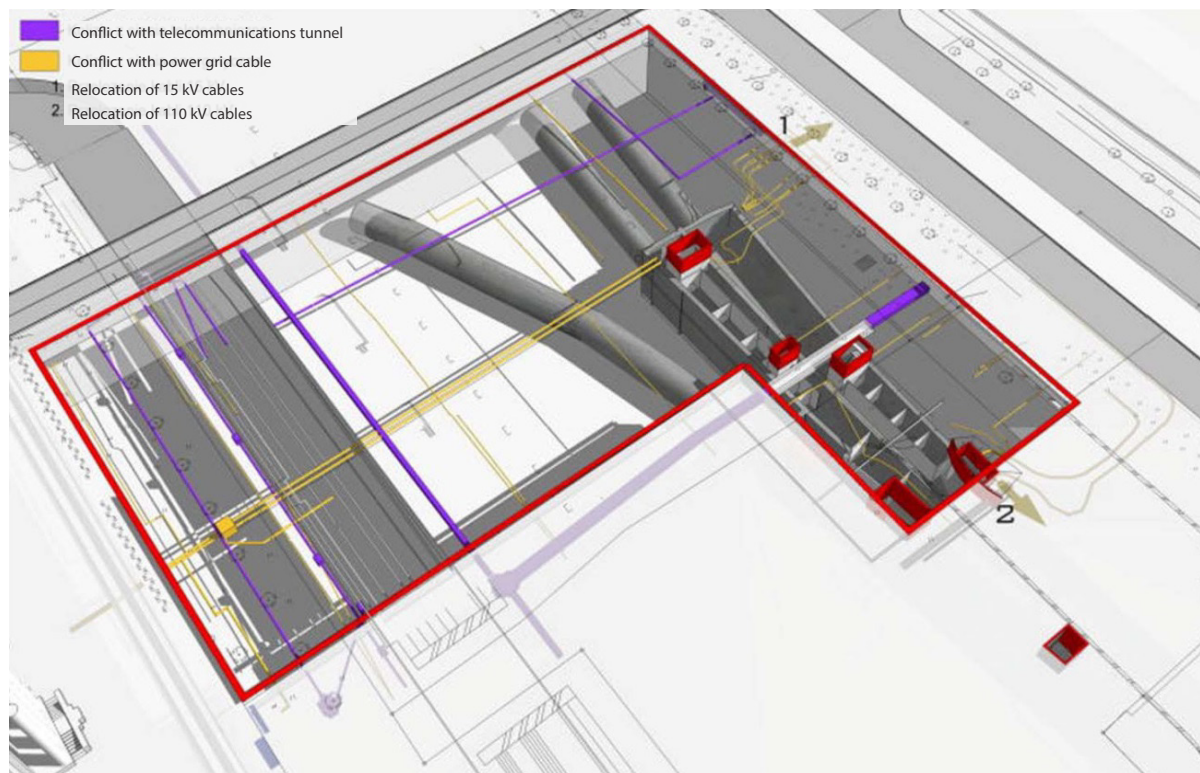 Conflict with telecommunications tunnel
Conflict with power grid cable
1 Relocation of 15 kV cables
2. Relocation of 110 kV cables
1
2